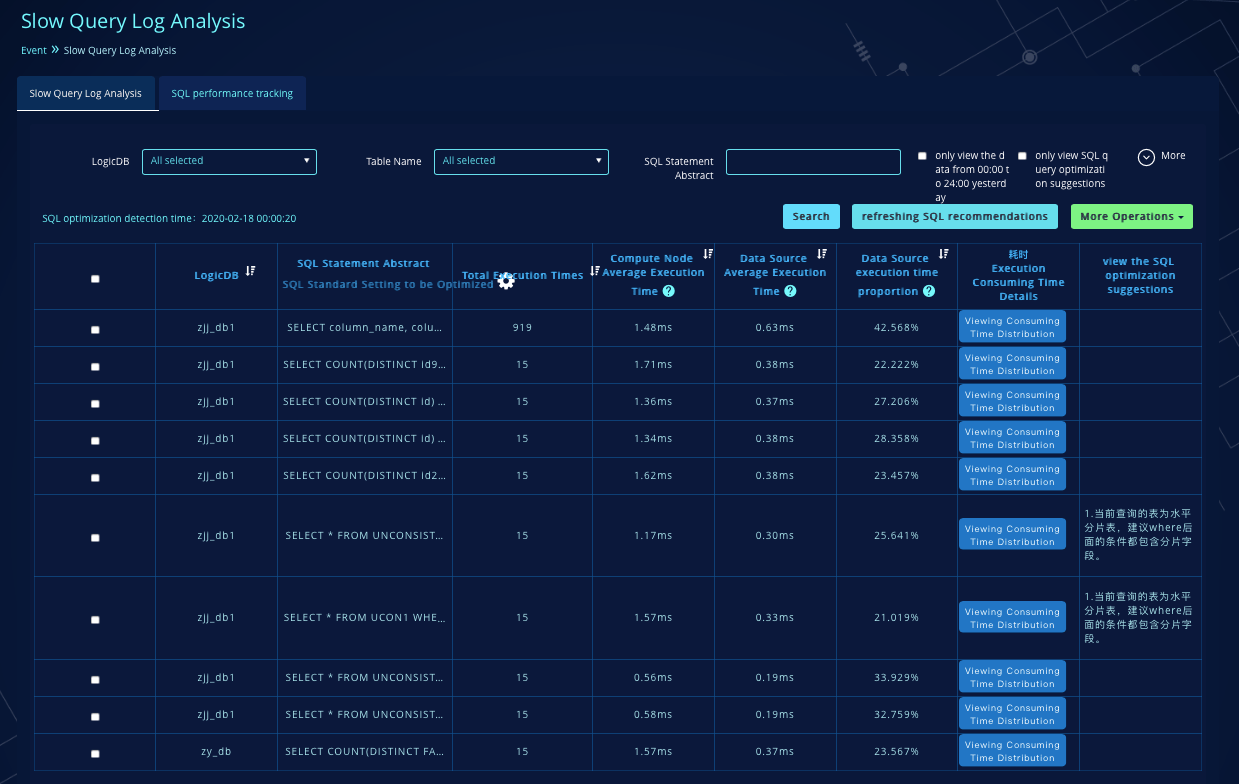 Slow Query Log Analysis
Event » Slow Query Log Analysis
Slow Query Log Analysis SQL performance tracking
LogicDB All selected Table Name All selected SQL Statement Abstract only view the data from 00:00 to 24:00 yesterday only view SQL query optimization suggestions More
SQL optimization detection time：2020-02-18 00:00:20 Search refreshing SQL recommendations More Operations
LogicDB SQL Statement Abstract SQL Standard Setting to be Optimized Total Execution Times Compute Node Average Execution Time ? Data Source Average Execution Time ? Data Source execution time proportion ? 耗时 Execution Consuming Time Details view the SQL optimization suggestions
zjj_db1 SELECT column_name, colu... 919 1.48ms 0.63ms 42.568% Viewing Consuming Time Distribution
zjj_db1 SELECT COUNT(DISTINCT id9... 15 1.71ms 0.38ms 22.222% Viewing Consuming Time Distribution
zjj_db1 SELECT COUNT(DISTINCT id) ... 15 1.36ms 0.37ms 27.206% Viewing Consuming Time Distribution
zjj_db1 SELECT COUNT(DISTINCT id) ... 15 1.34ms 0.38ms 28.358% Viewing Consuming Time Distribution
zjj_db1 SELECT COUNT(DISTINCT id2... 15 1.62ms 0.38ms 23.457% Viewing Consuming Time Distribution
zjj_db1 SELECT * FROM UNCONSIST... 15 1.17ms 0.30ms 25.641% Viewing Consuming Time Distribution 1.当前查询的表为水平分片表，建议where后面的条件都包含分片字段。
zjj_db1 SELECT * FROM UCON1 WHE... 15 1.57ms 0.33ms 21.019% Viewing Consuming Time Distribution 1.当前查询的表为水平分片表，建议where后面的条件都包含分片字段。
zjj_db1 SELECT * FROM UNCONSIST... 15 0.56ms 0.19ms 33.929% Viewing Consuming Time Distribution
zjj_db1 SELECT * FROM UNCONSIST... 15 0.58ms 0.19ms 32.759% Viewing Consuming Time Distribution
zy_db SELECT COUNT(DISTINCT FA... 15 1.57ms 0.37ms 23.567% Viewing Consuming Time Distribution